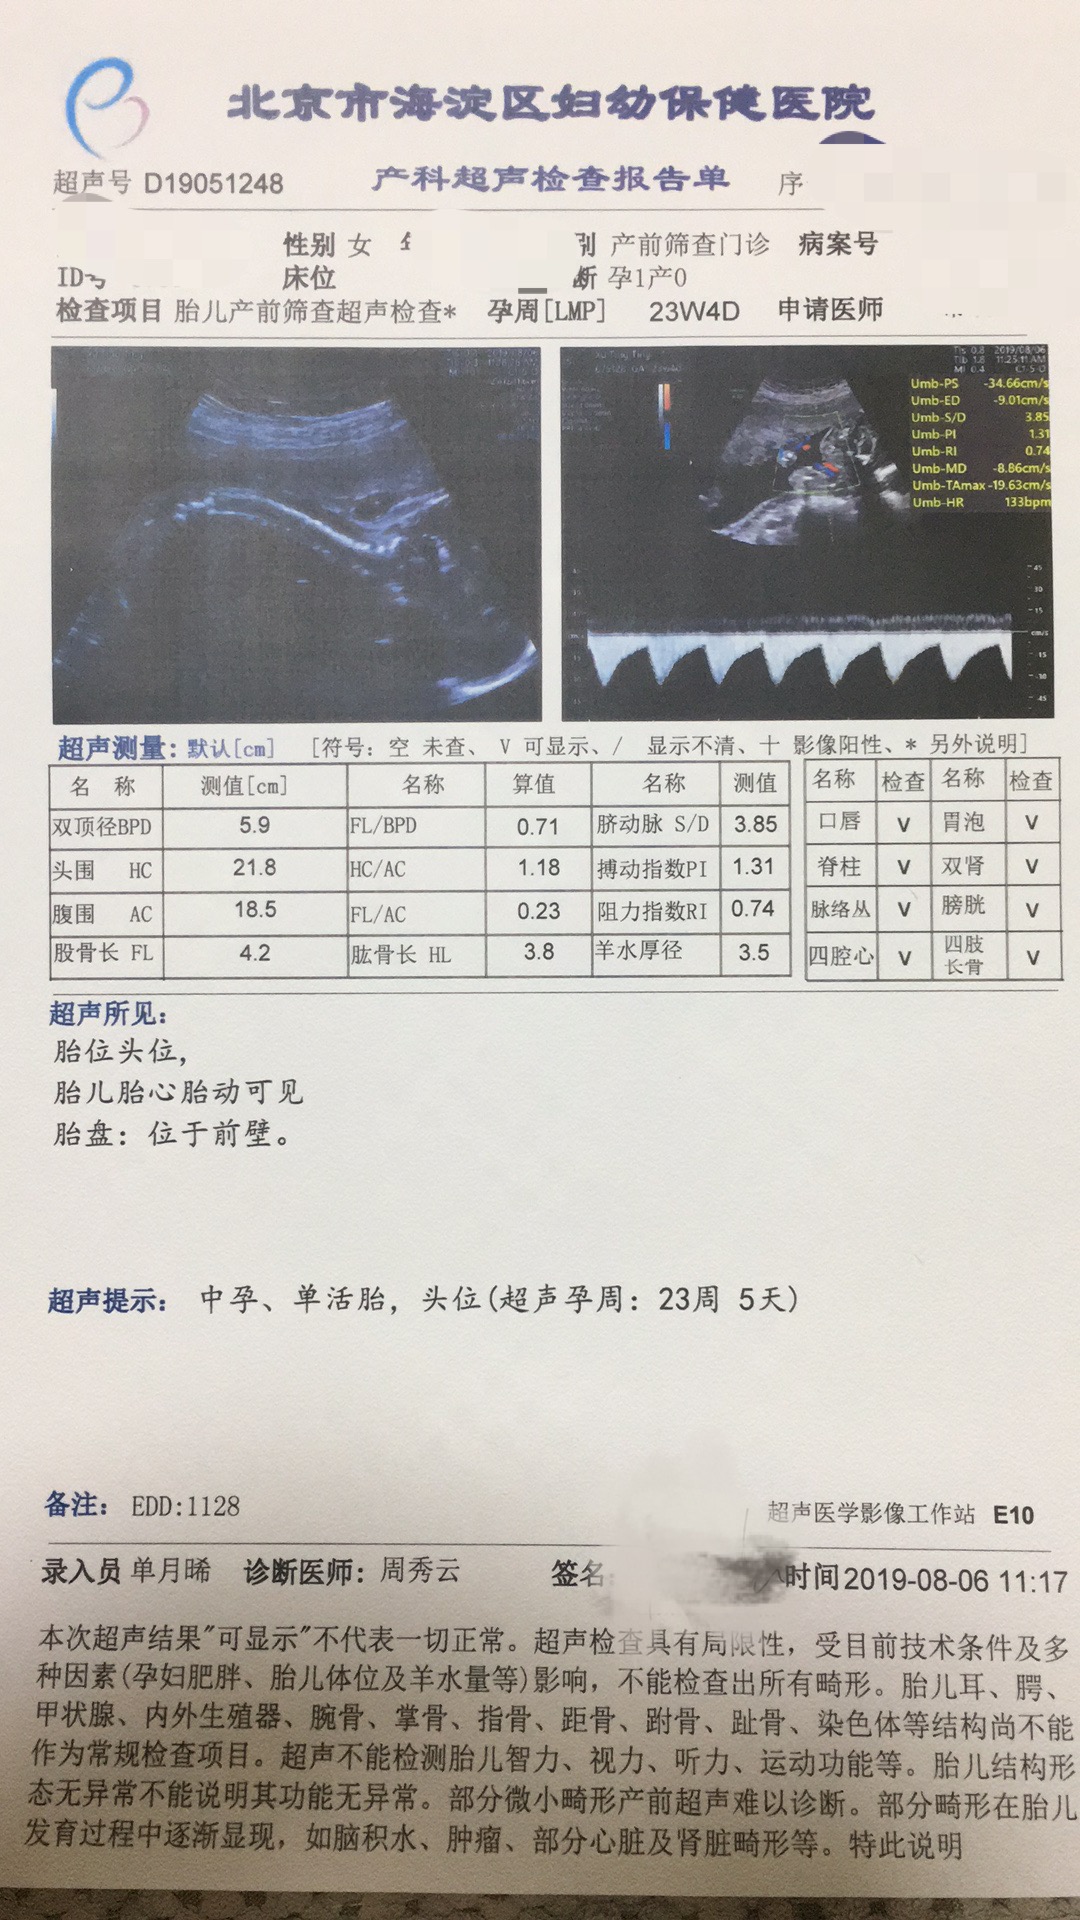 北京市海淀区妇幼保健医院
超声号 D19051248 产科超声检查报告单 序
性别 女 产前筛查门诊 病案号
床位 断 孕1产0
检查项目 胎儿产前筛查超声检查* 孕周[LMP] 23W4D 申请医师
TIs 0.8 2019/08/06
TIb 1.8 11:25:11 AM
MI 0.4 C1-5-D
Umb-PS -34.66cm/s
Umb-ED -9.01cm/s
Umb-S/D 3.85
Umb-PI 1.31
Umb-RI 0.74
Umb-MD -8.86cm/s
Umb-TAmax -19.63cm/s
Umb-HR 133bpm
超声测量：默认[cm] [符号：空 未查、 V 可显示、/ 显示不清、十 影像阳性、* 另外说明]
名 称 测值[cm] 名称 算值 名称 测值 名称 检查 名称 检查
双顶径BPD 5.9 FL/BPD 0.71 脐动脉 S/D 3.85 口唇 V 胃泡 V
头围 HC 21.8 HC/AC 1.18 搏动指数PI 1.31 脊柱 V 双肾 V
腹围 AC 18.5 FL/AC 0.23 阻力指数RI 0.74 脉络丛 V 膀胱 V
股骨长 FL 4.2 肱骨长 HL 3.8 羊水厚径 3.5 四腔心 V 四肢长骨 V
超声所见：
胎位头位，
胎儿胎心胎动可见
胎盘：位于前壁。
超声提示： 中孕、单活胎，头位(超声孕周：23周 5天)
备注： EDD:1128
超声医学影像工作站 E10
录入员 单月晞 诊断医师：周秀云 签名: 时间 2019-08-06 11:17
本次超声结果"可显示"不代表一切正常。超声检查具有局限性，受目前技术条件及多
种因素(孕妇肥胖、胎儿体位及羊水量等)影响，不能检查出所有畸形。胎儿耳、腭、
甲状腺、内外生殖器、腕骨、掌骨、指骨、距骨、跗骨、趾骨、染色体等结构尚不能
作为常规检查项目。超声不能检测胎儿智力、视力、听力、运动功能等。胎儿结构形
态无异常不能说明其功能无异常。部分微小畸形产前超声难以诊断。部分畸形在胎儿
发育过程中逐渐显现，如脑积水、肿瘤、部分心脏及肾脏畸形等。特此说明